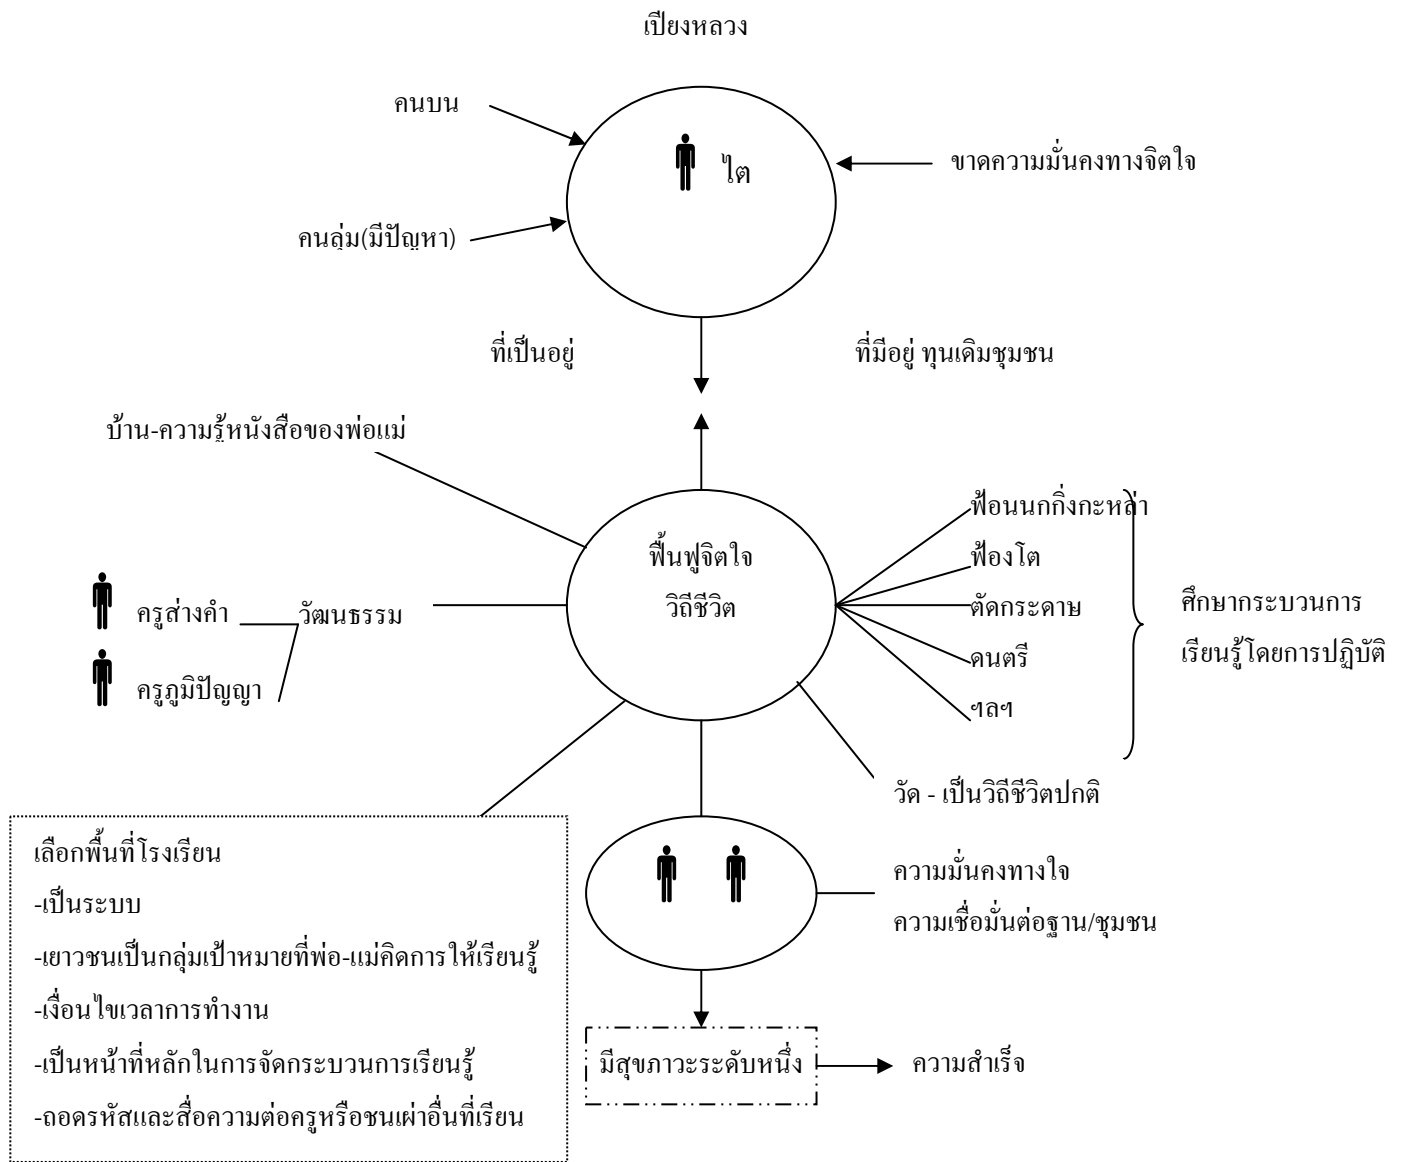 เปียงหลวง
คนบน
ไต
ขาดความมั่นคงทางจิตใจ
คนลุ่ม(มีปัญหา)
ที่เป็นอยู่
ที่มีอยู่ ทุนเดิมชุมชน
บ้าน-ความรู้หนังสือของพ่อแม่
ฟื้นฟูจิตใจ
วิถีชีวิต
ฟ้อนนกกิ่งกะหล่า
ฟ้องโต
ตัดกระดาษ
ดนตรี
ฯลฯ
ศึกษากระบวนการ
เรียนรู้โดยการปฏิบัติ
ครูส่างคำ
วัฒนธรรม
ครูภูมิปัญญา
วัด - เป็นวิถีชีวิตปกติ
เลือกพื้นที่โรงเรียน
-เป็นระบบ
-เยาวชนเป็นกลุ่มเป้าหมายที่พ่อ-แม่คิดการให้เรียนรู้
-เงื่อนไขเวลาการทำงาน
-เป็นหน้าที่หลักในการจัดกระบวนการเรียนรู้
-ถอดรหัสและสื่อความต่อครูหรือชนเผ่าอื่นที่เรียน
ความมั่นคงทางใจ
ความเชื่อมั่นต่อฐาน/ชุมชน
มีสุขภาวะระดับหนึ่ง
ความสำเร็จ